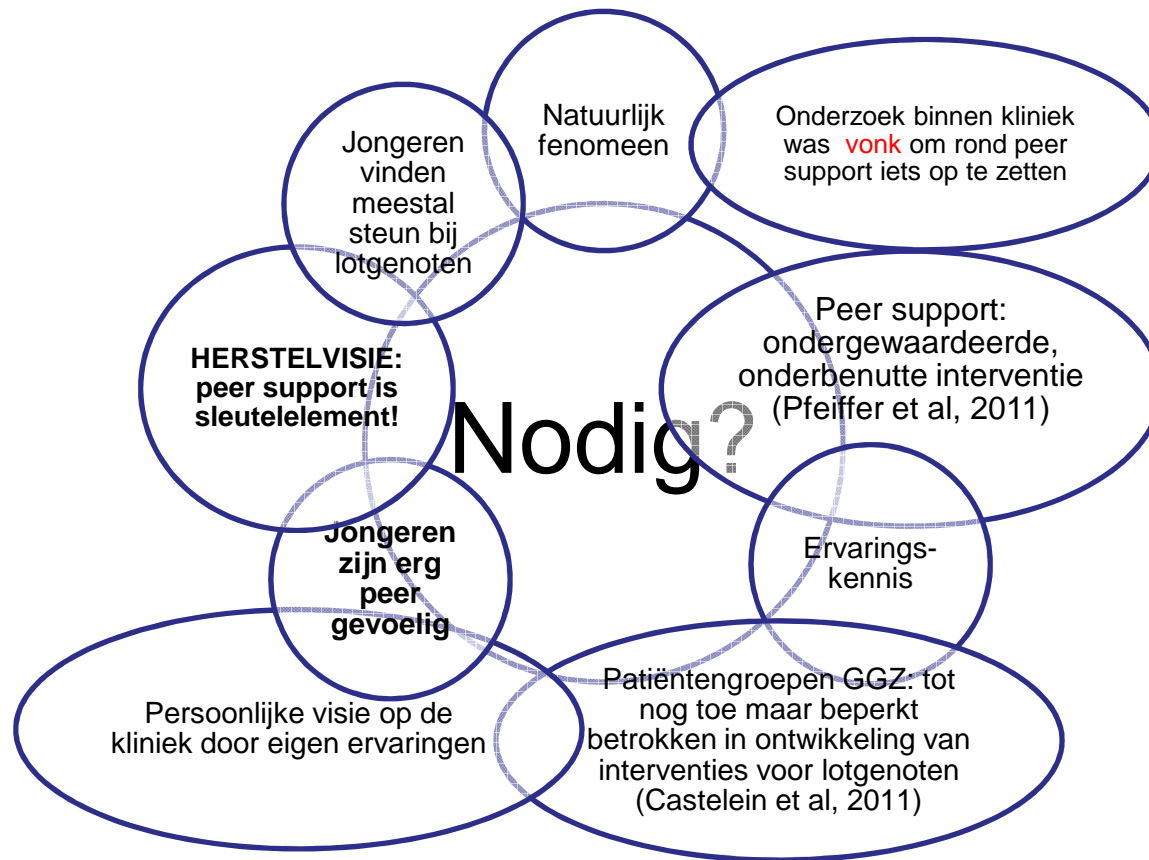 Natuurlijk
fenomeen
Onderzoek binnen kliniek
was vonk om rond peer
support iets op te zetten
Peer support:
ondergewaardeerde,
onderbenutte interventie
(Pfeiffer et al, 2011)
Ervarings-
kennis
Patiëntengroepen GGZ: tot
nog toe maar beperkt
betrokken in ontwikkeling van
interventies voor lotgenoten
(Castelein et al, 2011)
Persoonlijke visie op de
kliniek door eigen ervaringen
Jongeren
zijn erg
peer
gevoelig
HERSTELVISIE:
peer support is
sleutelelement!
Jongeren
vinden
meestal
steun bij
lotgenoten
Nodig?